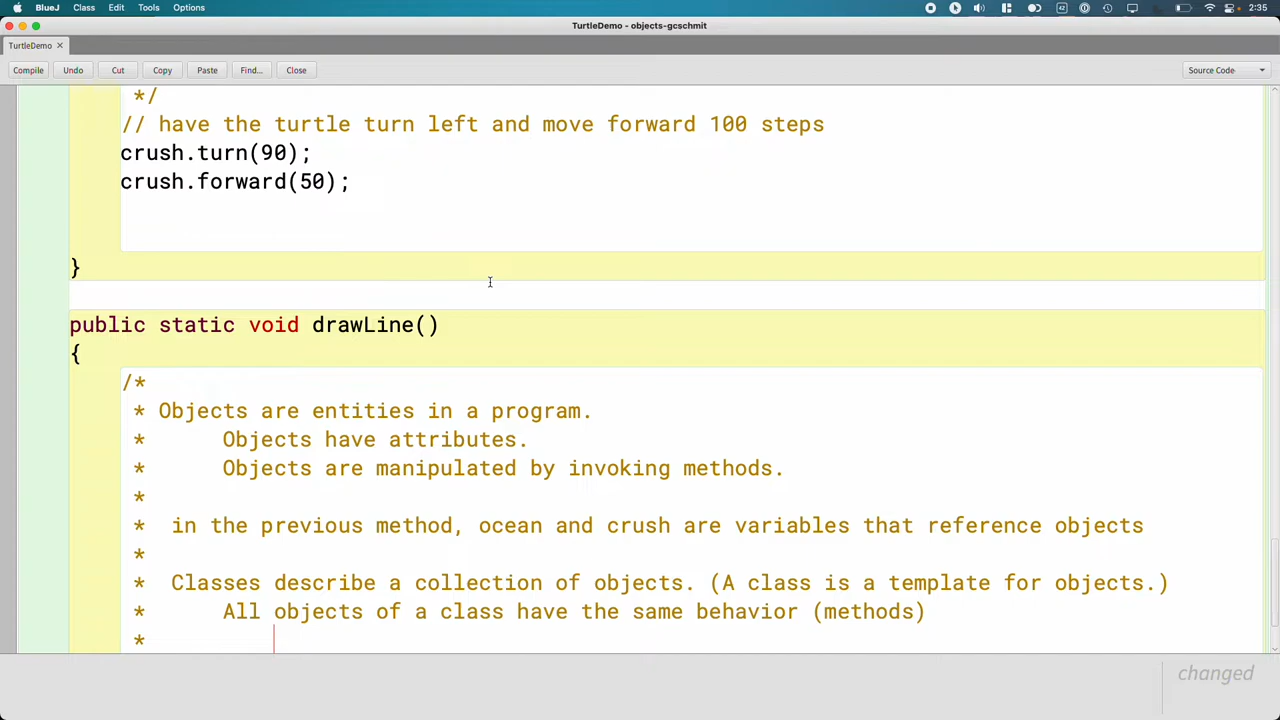 BlueJ Class Edit Tools Options 2:35
TurtleDemo - objects-gcschmit
TurtleDemo ×
Compile Undo Cut Copy Paste Find... Close Source Code
*/
// have the turtle turn left and move forward 100 steps
crush.turn(90);
crush.forward(50);
}
public static void drawLine()
{
/*
* Objects are entities in a program.
* Objects have attributes.
* Objects are manipulated by invoking methods.
*
* in the previous method, ocean and crush are variables that reference objects
*
* Classes describe a collection of objects. (A class is a template for objects.)
* All objects of a class have the same behavior (methods)
*
changed